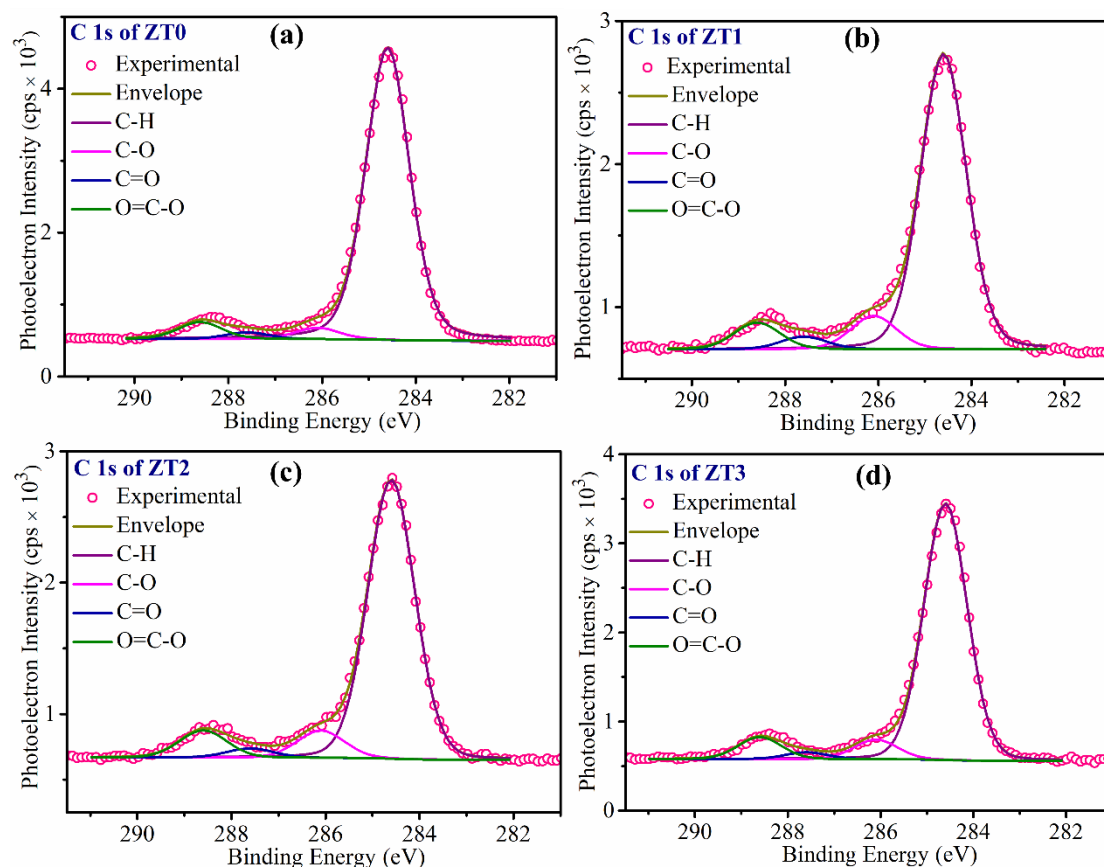 C 1s of ZT0
(a)
Experimental
Envelope
C-H
C-O
C=O
O=C-O
Photoelectron Intensity (cps × 10³)
4
2
0
290 288 286 284 282
Binding Energy (eV)
C 1s of ZT1
(b)
Experimental
Envelope
C-H
C-O
C=O
O=C-O
Photoelectron Intensity (cps × 10³)
3
2
1
290 288 286 284 282
Binding Energy (eV)
C 1s of ZT2
(c)
Experimental
Envelope
C-H
C-O
C=O
O=C-O
Photoelectron Intensity (cps × 10³)
3
2
1
290 288 286 284 282
Binding Energy (eV)
C 1s of ZT3
(d)
Experimental
Envelope
C-H
C-O
C=O
O=C-O
Photoelectron Intensity (cps × 10³)
4
3
2
1
0
290 288 286 284 282
Binding Energy (eV)